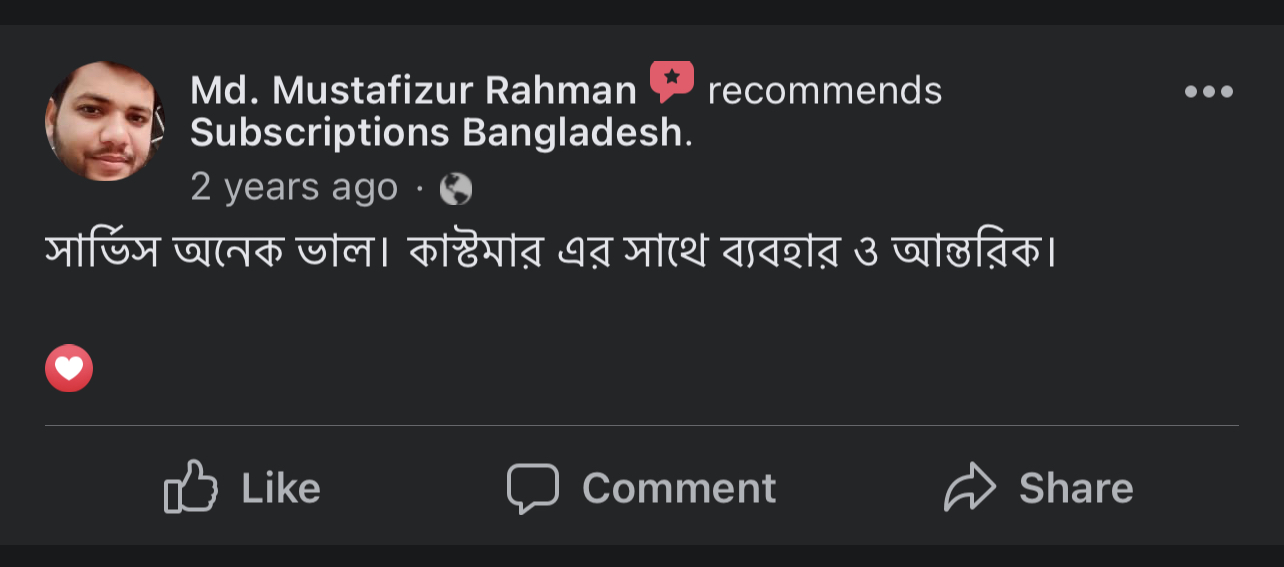 Md. Mustafizur Rahman recommends
Subscriptions Bangladesh.
2 years ago ·
সার্ভিস অনেক ভাল। কাস্টমার এর সাথে ব্যবহার ও আন্তরিক।
Like Comment Share